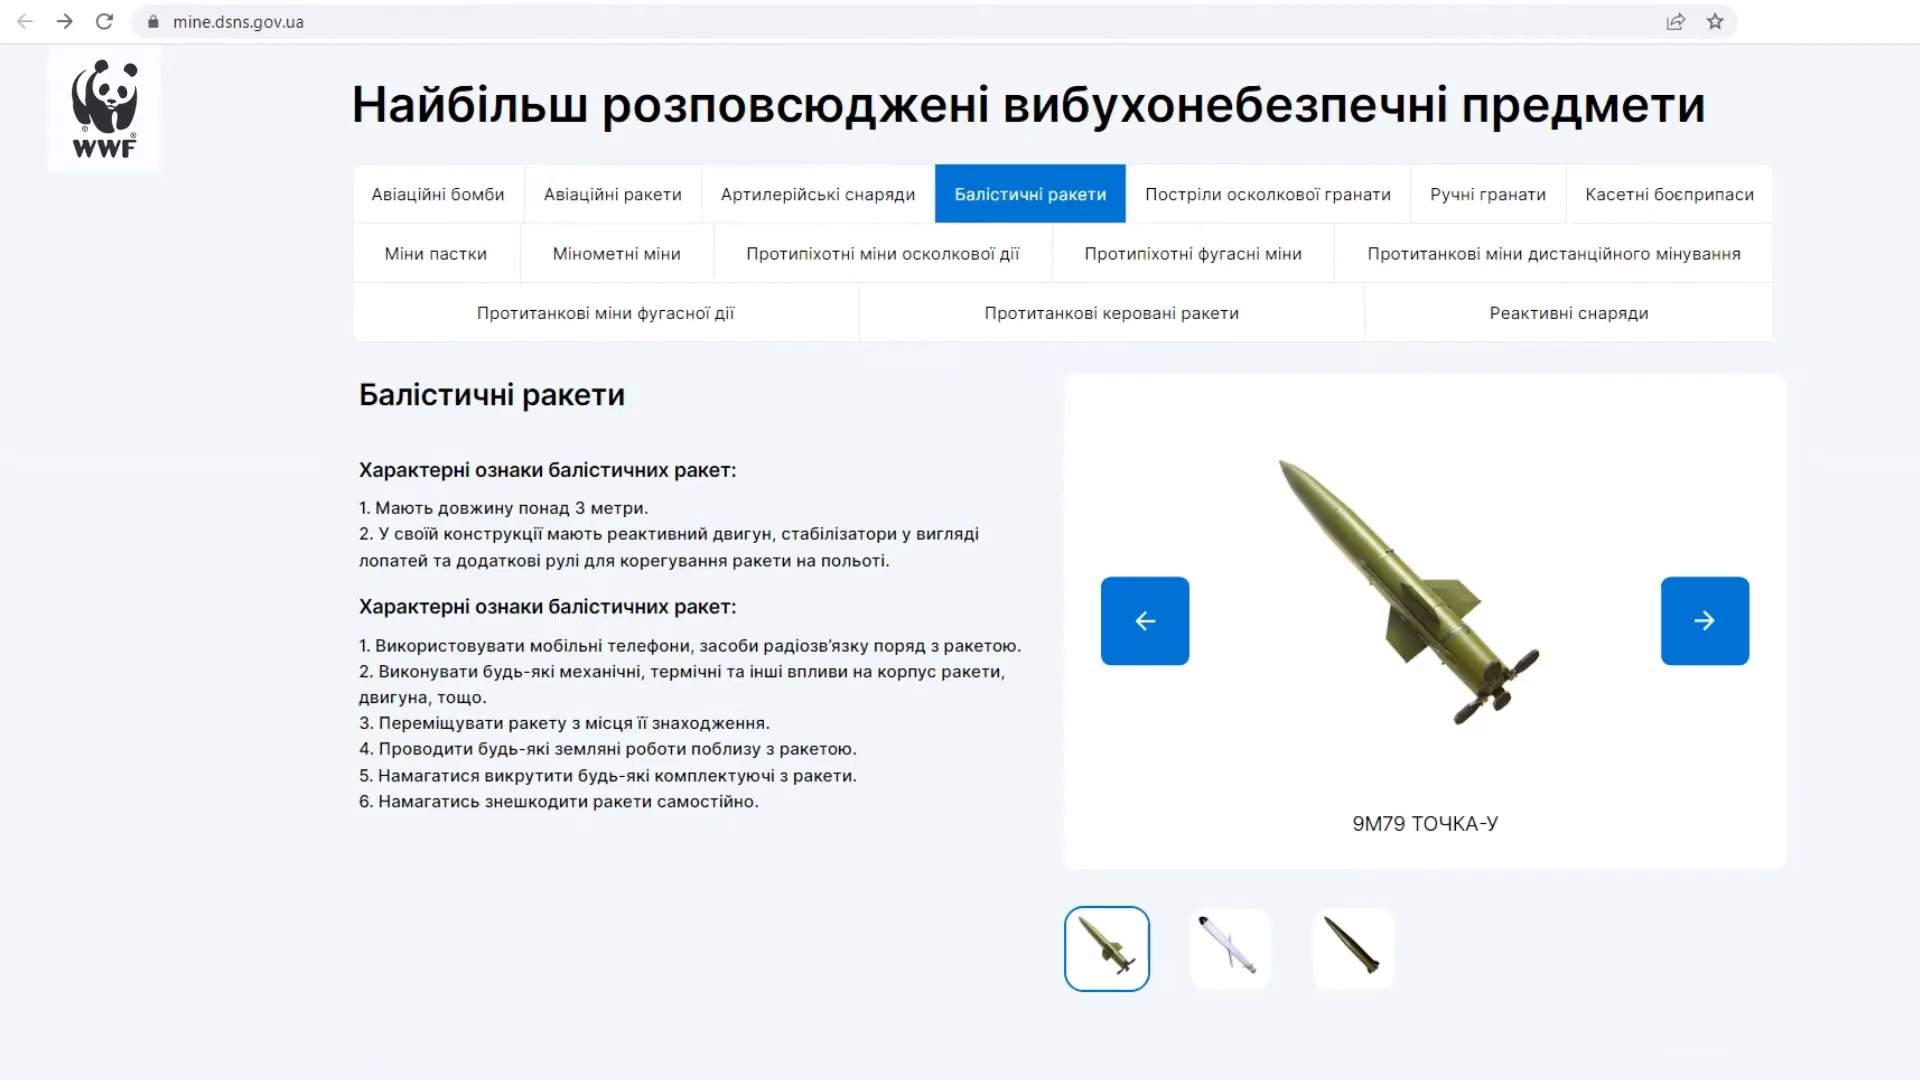 mine.dsns.gov.ua
WWF
Найбільш розповсюджені вибухонебезпечні предмети
Авіаційні бомби
Авіаційні ракети
Артилерійські снаряди
Балістичні ракети
Постріли осколкової гранати
Ручні гранати
Касетні боєприпаси
Міни пастки
Мінометні міни
Протипіхотні міни осколкової дії
Протипіхотні фугасні міни
Протитанкові міни дистанційного мінування
Протитанкові міни фугасної дії
Протитанкові керовані ракети
Реактивні снаряди
Балістичні ракети
Характерні ознаки балістичних ракет:
1. Мають довжину понад 3 метри.
2. У своїй конструкції мають реактивний двигун, стабілізатори у вигляді
лопатей та додаткові рулі для корегування ракети на польоті.
Характерні ознаки балістичних ракет:
1. Використовувати мобільні телефони, засоби радіозв’язку поряд з ракетою.
2. Виконувати будь-які механічні, термічні та інші впливи на корпус ракети,
двигуна, тощо.
3. Переміщувати ракету з місця її знаходження.
4. Проводити будь-які земляні роботи поблизу з ракетою.
5. Намагатися викрутити будь-які комплектуючі з ракети.
6. Намагатись знешкодити ракети самостійно.
9М79 ТОЧКА-У